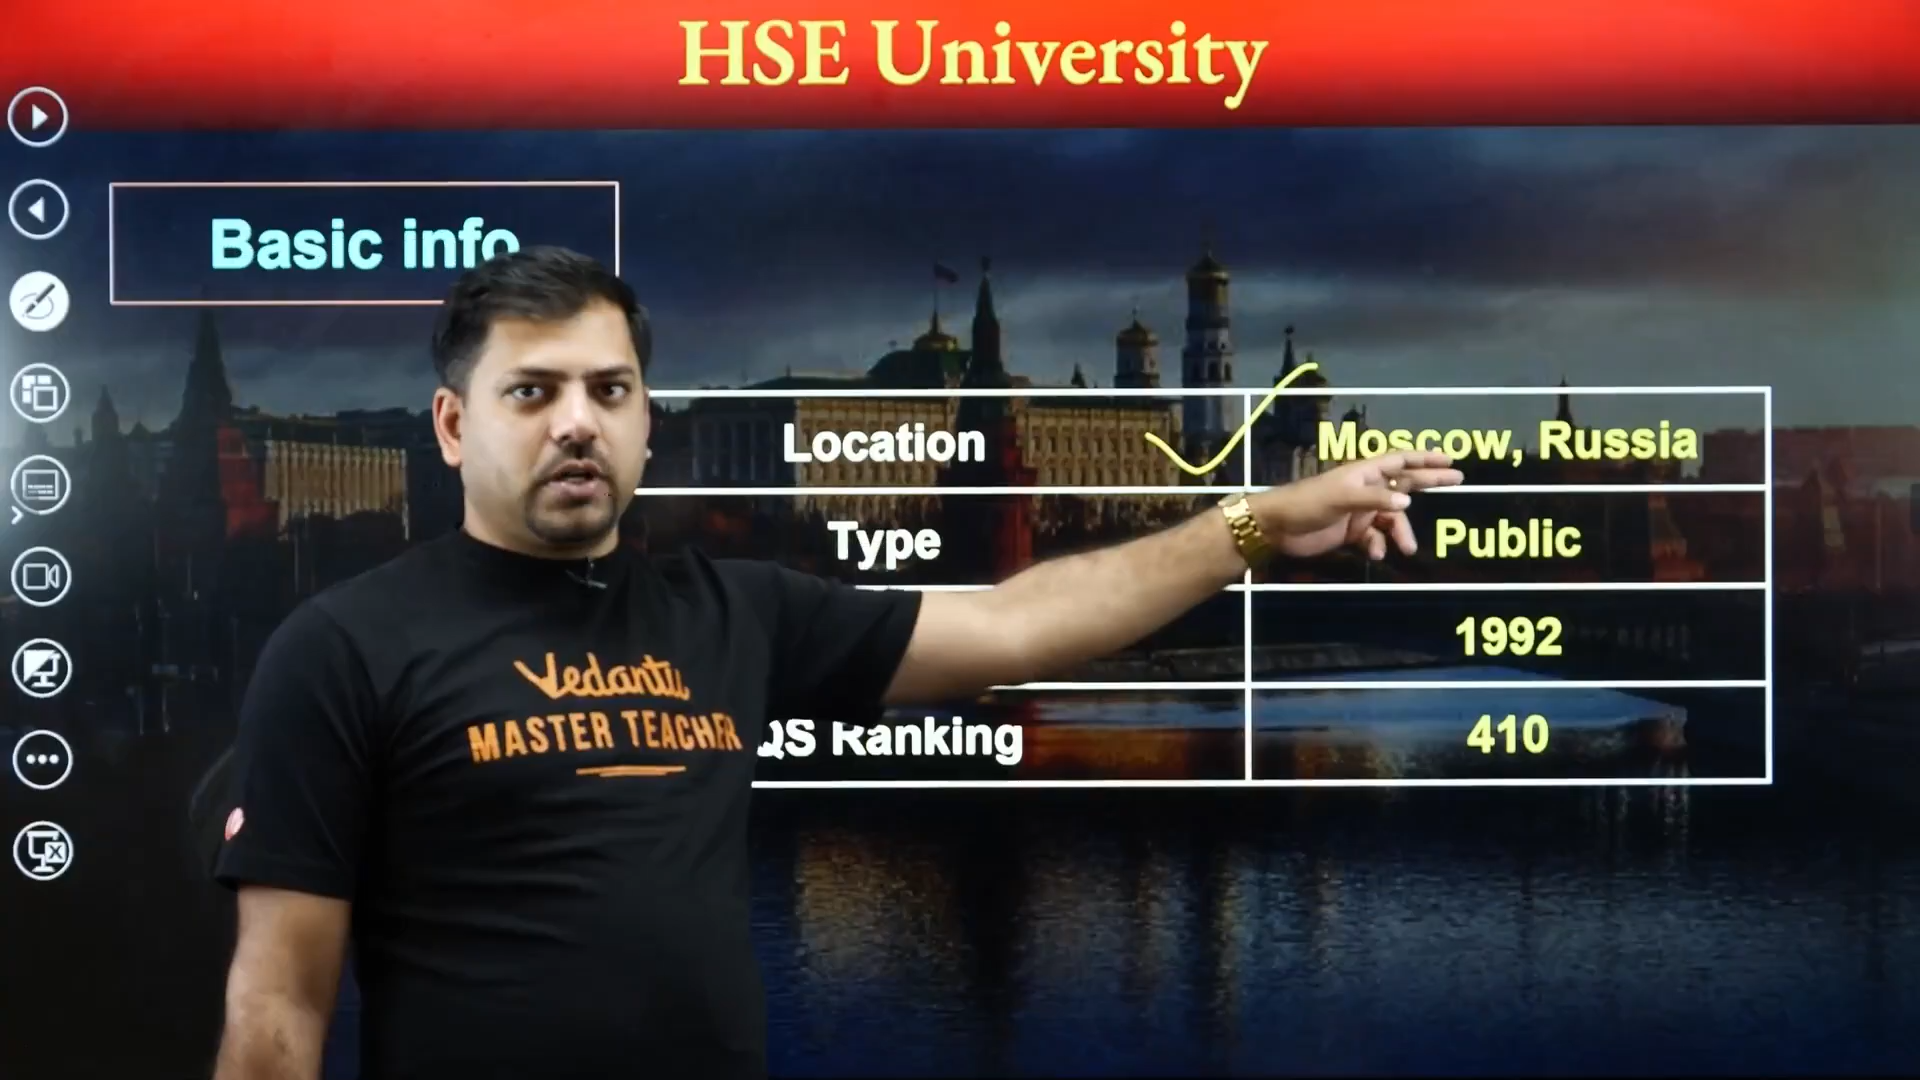 HSE University
Basic info
Location
Moscow, Russia
Type
Public
1992
QS Ranking
410
Vedantu
MASTER TEACHER